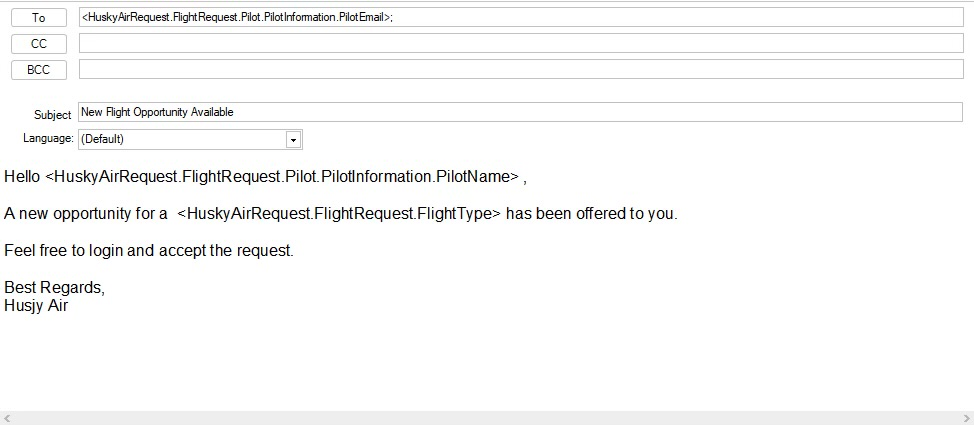 To <HuskyAirRequest.FlightRequest.Pilot.PilotInformation.PilotEmail>;
CC
BCC
Subject New Flight Opportunity Available
Language: (Default)
Hello <HuskyAirRequest.FlightRequest.Pilot.PilotInformation.PilotName> ,
A new opportunity for a  <HuskyAirRequest.FlightRequest.FlightType> has been offered to you.
Feel free to login and accept the request.
Best Regards,
Husjy Air